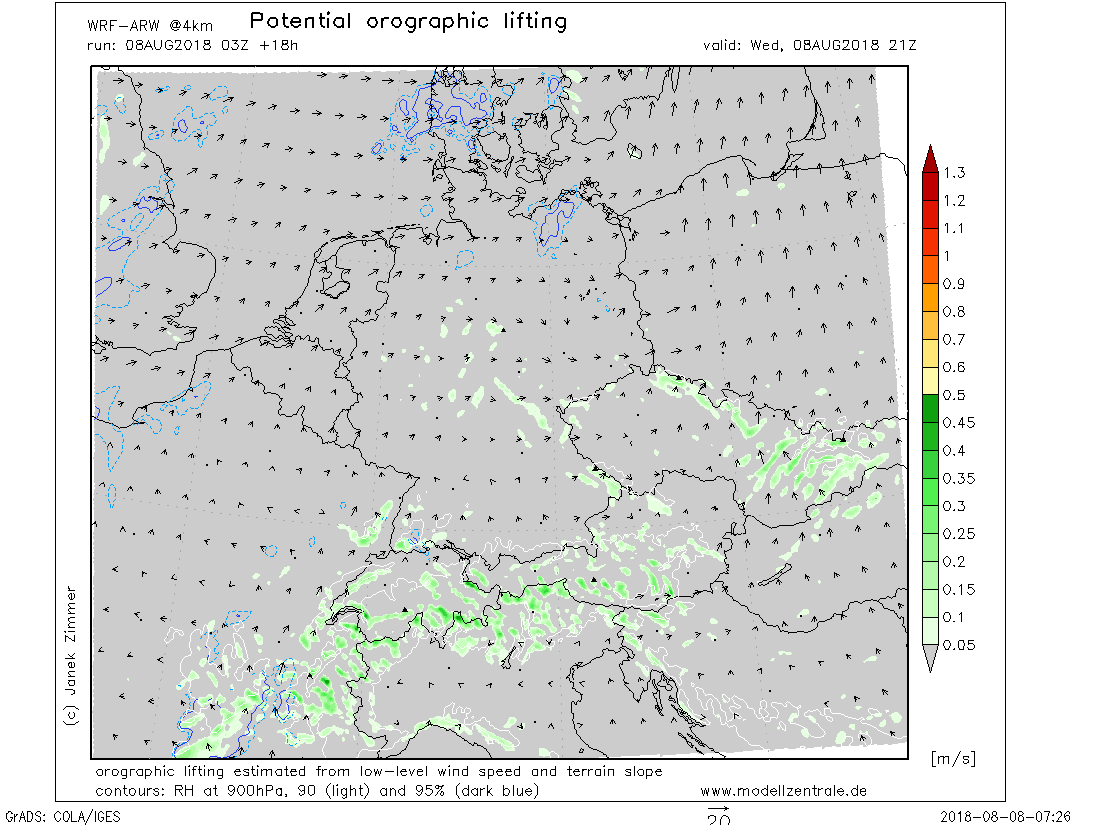 WRF-ARW @4km
Potential orographic lifting
run: 08AUG2018 03Z +18h
valid: Wed, 08AUG2018 21Z
1.3
1.2
1.1
1
0.9
0.8
0.7
0.6
0.5
0.45
0.4
0.35
0.3
0.25
0.2
0.15
0.1
0.05
[m/s]
(c) Janek Zimmer
orographic lifting estimated from low-level wind speed and terrain slope
contours: RH at 900hPa, 90 (light) and 95% (dark blue)
www.modellzentrale.de
20
GrADS: COLA/IGES
2018-08-08-07:26